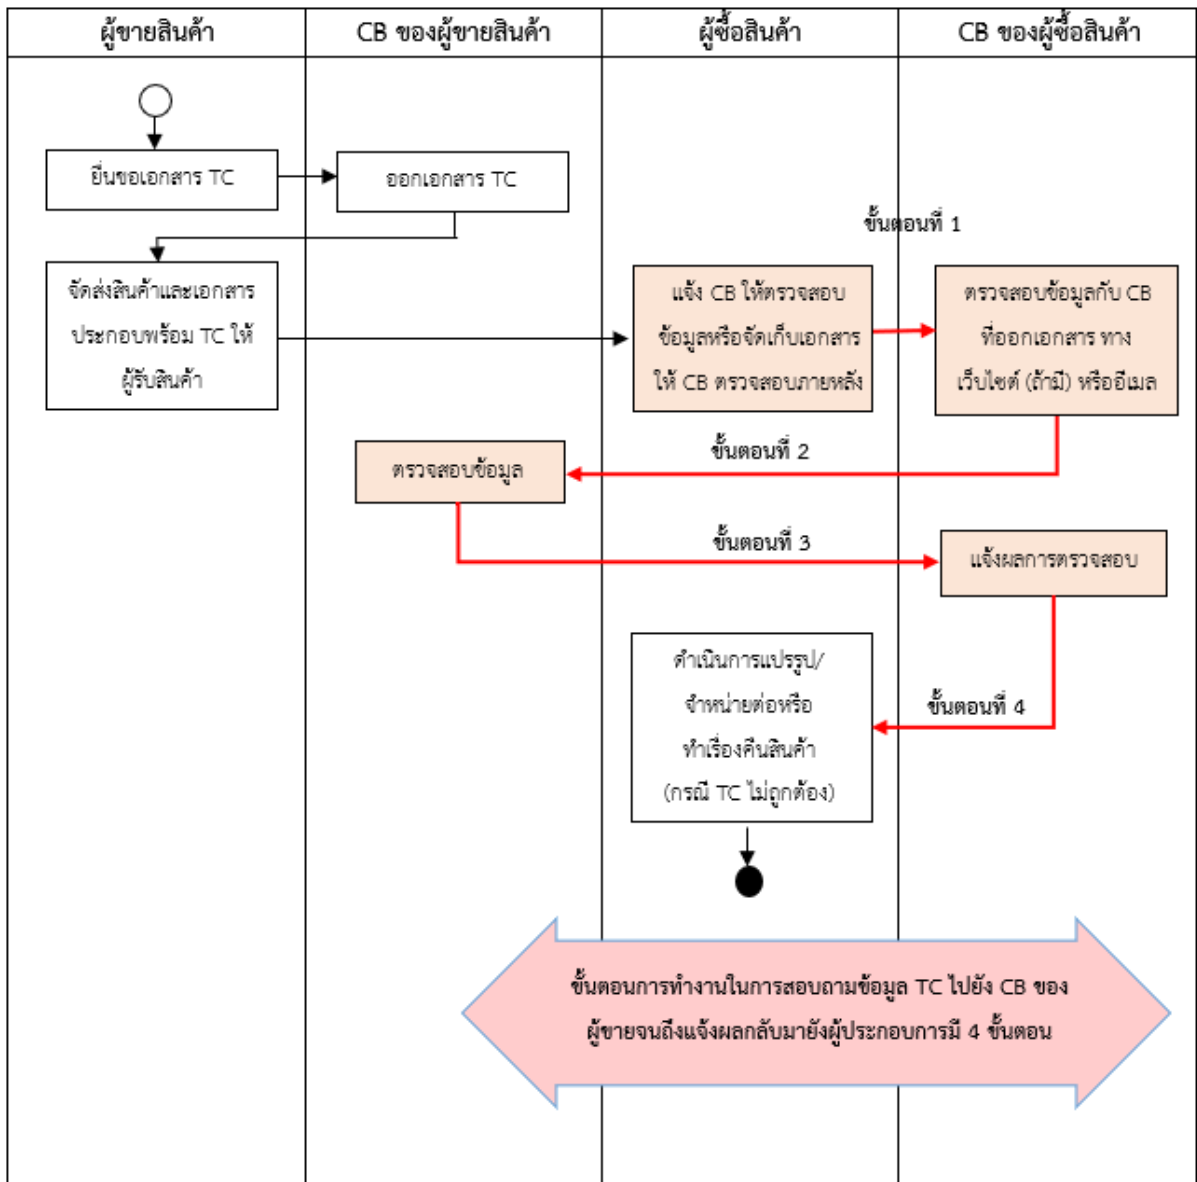 ผู้ขายสินค้า
CB ของผู้ขายสินค้า
ผู้ซื้อสินค้า
CB ของผู้ซื้อสินค้า
ยื่นขอเอกสาร TC
ออกเอกสาร TC
ขั้นตอนที่ 1
จัดส่งสินค้าและเอกสาร
ประกอบพร้อม TC ให้
ผู้รับสินค้า
แจ้ง CB ให้ตรวจสอบ
ข้อมูลหรือจัดเก็บเอกสาร
ให้ CB ตรวจสอบภายหลัง
ตรวจสอบข้อมูลกับ CB
ที่ออกเอกสาร ทาง
เว็บไซต์ (ถ้ามี) หรืออีเมล
ขั้นตอนที่ 2
ตรวจสอบข้อมูล
ขั้นตอนที่ 3
แจ้งผลการตรวจสอบ
ดำเนินการแปรรูป/
จำหน่ายต่อหรือ
ทำเรื่องคืนสินค้า
(กรณี TC ไม่ถูกต้อง)
ขั้นตอนที่ 4
ขั้นตอนการทำงานในการสอบถามข้อมูล TC ไปยัง CB ของ
ผู้ขายจนถึงแจ้งผลกลับมายังผู้ประกอบการมี 4 ขั้นตอน